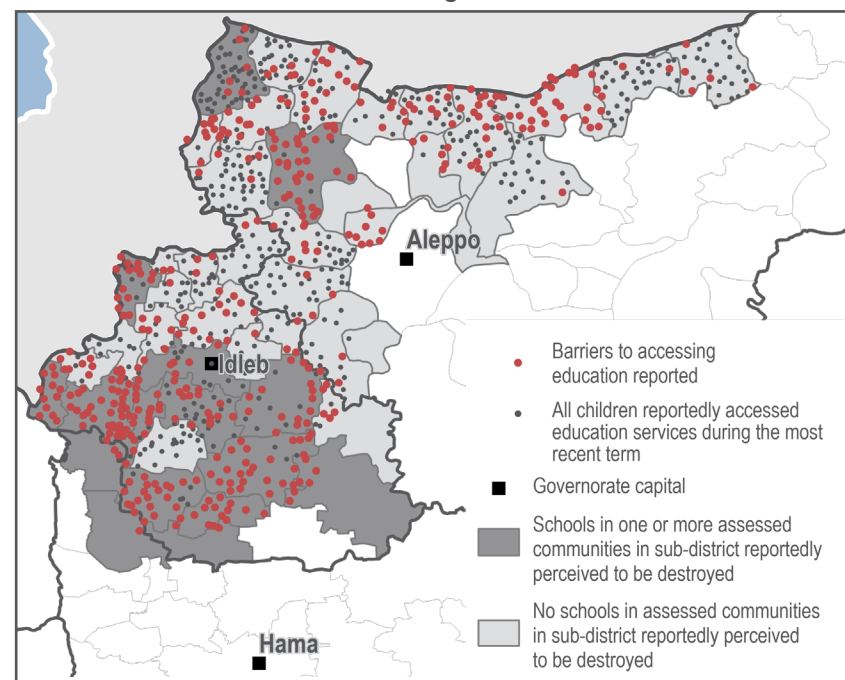 Aleppo
Idleb
Barriers to accessing
education reported
All children reportedly accessed
education services during the most
recent term
Governorate capital
Schools in one or more assessed
communities in sub-district reportedly
perceived to be destroyed
No schools in assessed communities
in sub-district reportedly perceived
to be destroyed
Hama